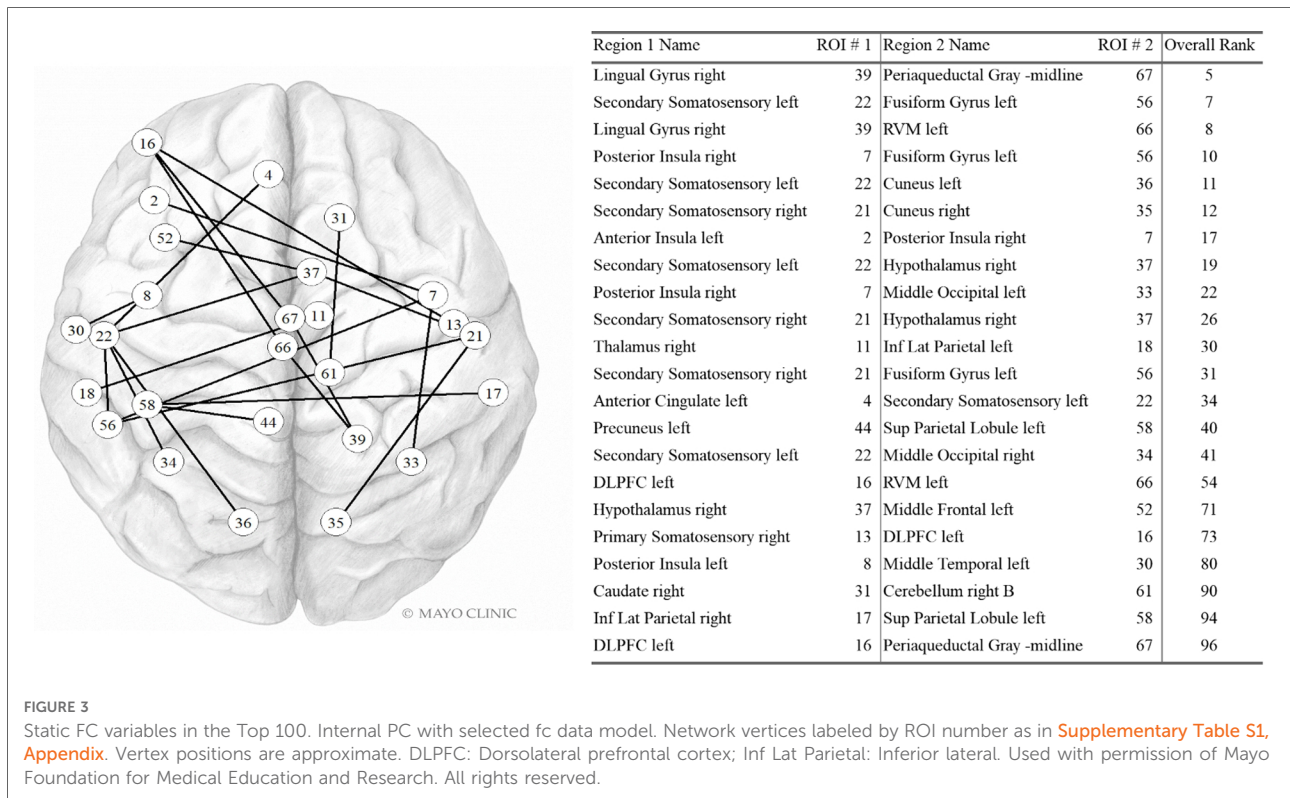 16
4
2
31
52
37
8
7
67
11
13
30
22
21
66
61
18
17
58
56
44
39
34
33
36
35
© MAYO CLINIC
Region 1 Name ROI # 1 Region 2 Name ROI # 2 Overall Rank
Lingual Gyrus right 39 Periaqueductal Gray -midline 67 5
Secondary Somatosensory left 22 Fusiform Gyrus left 56 7
Lingual Gyrus right 39 RVM left 66 8
Posterior Insula right 7 Fusiform Gyrus left 56 10
Secondary Somatosensory left 22 Cuneus left 36 11
Secondary Somatosensory right 21 Cuneus right 35 12
Anterior Insula left 2 Posterior Insula right 7 17
Secondary Somatosensory left 22 Hypothalamus right 37 19
Posterior Insula right 7 Middle Occipital left 33 22
Secondary Somatosensory right 21 Hypothalamus right 37 26
Thalamus right 11 Inf Lat Parietal left 18 30
Secondary Somatosensory right 21 Fusiform Gyrus left 56 31
Anterior Cingulate left 4 Secondary Somatosensory left 22 34
Precuneus left 44 Sup Parietal Lobule left 58 40
Secondary Somatosensory left 22 Middle Occipital right 34 41
DLPFC left 16 RVM left 66 54
Hypothalamus right 37 Middle Frontal left 52 71
Primary Somatosensory right 13 DLPFC left 16 73
Posterior Insula left 8 Middle Temporal left 30 80
Caudate right 31 Cerebellum right B 61 90
Inf Lat Parietal right 17 Sup Parietal Lobule left 58 94
DLPFC left 16 Periaqueductal Gray -midline 67 96
FIGURE 3
Static FC variables in the Top 100. Internal PC with selected fc data model. Network vertices labeled by ROI number as in Supplementary Table S1,
Appendix. Vertex positions are approximate. DLPFC: Dorsolateral prefrontal cortex; Inf Lat Parietal: Inferior lateral. Used with permission of Mayo
Foundation for Medical Education and Research. All rights reserved.